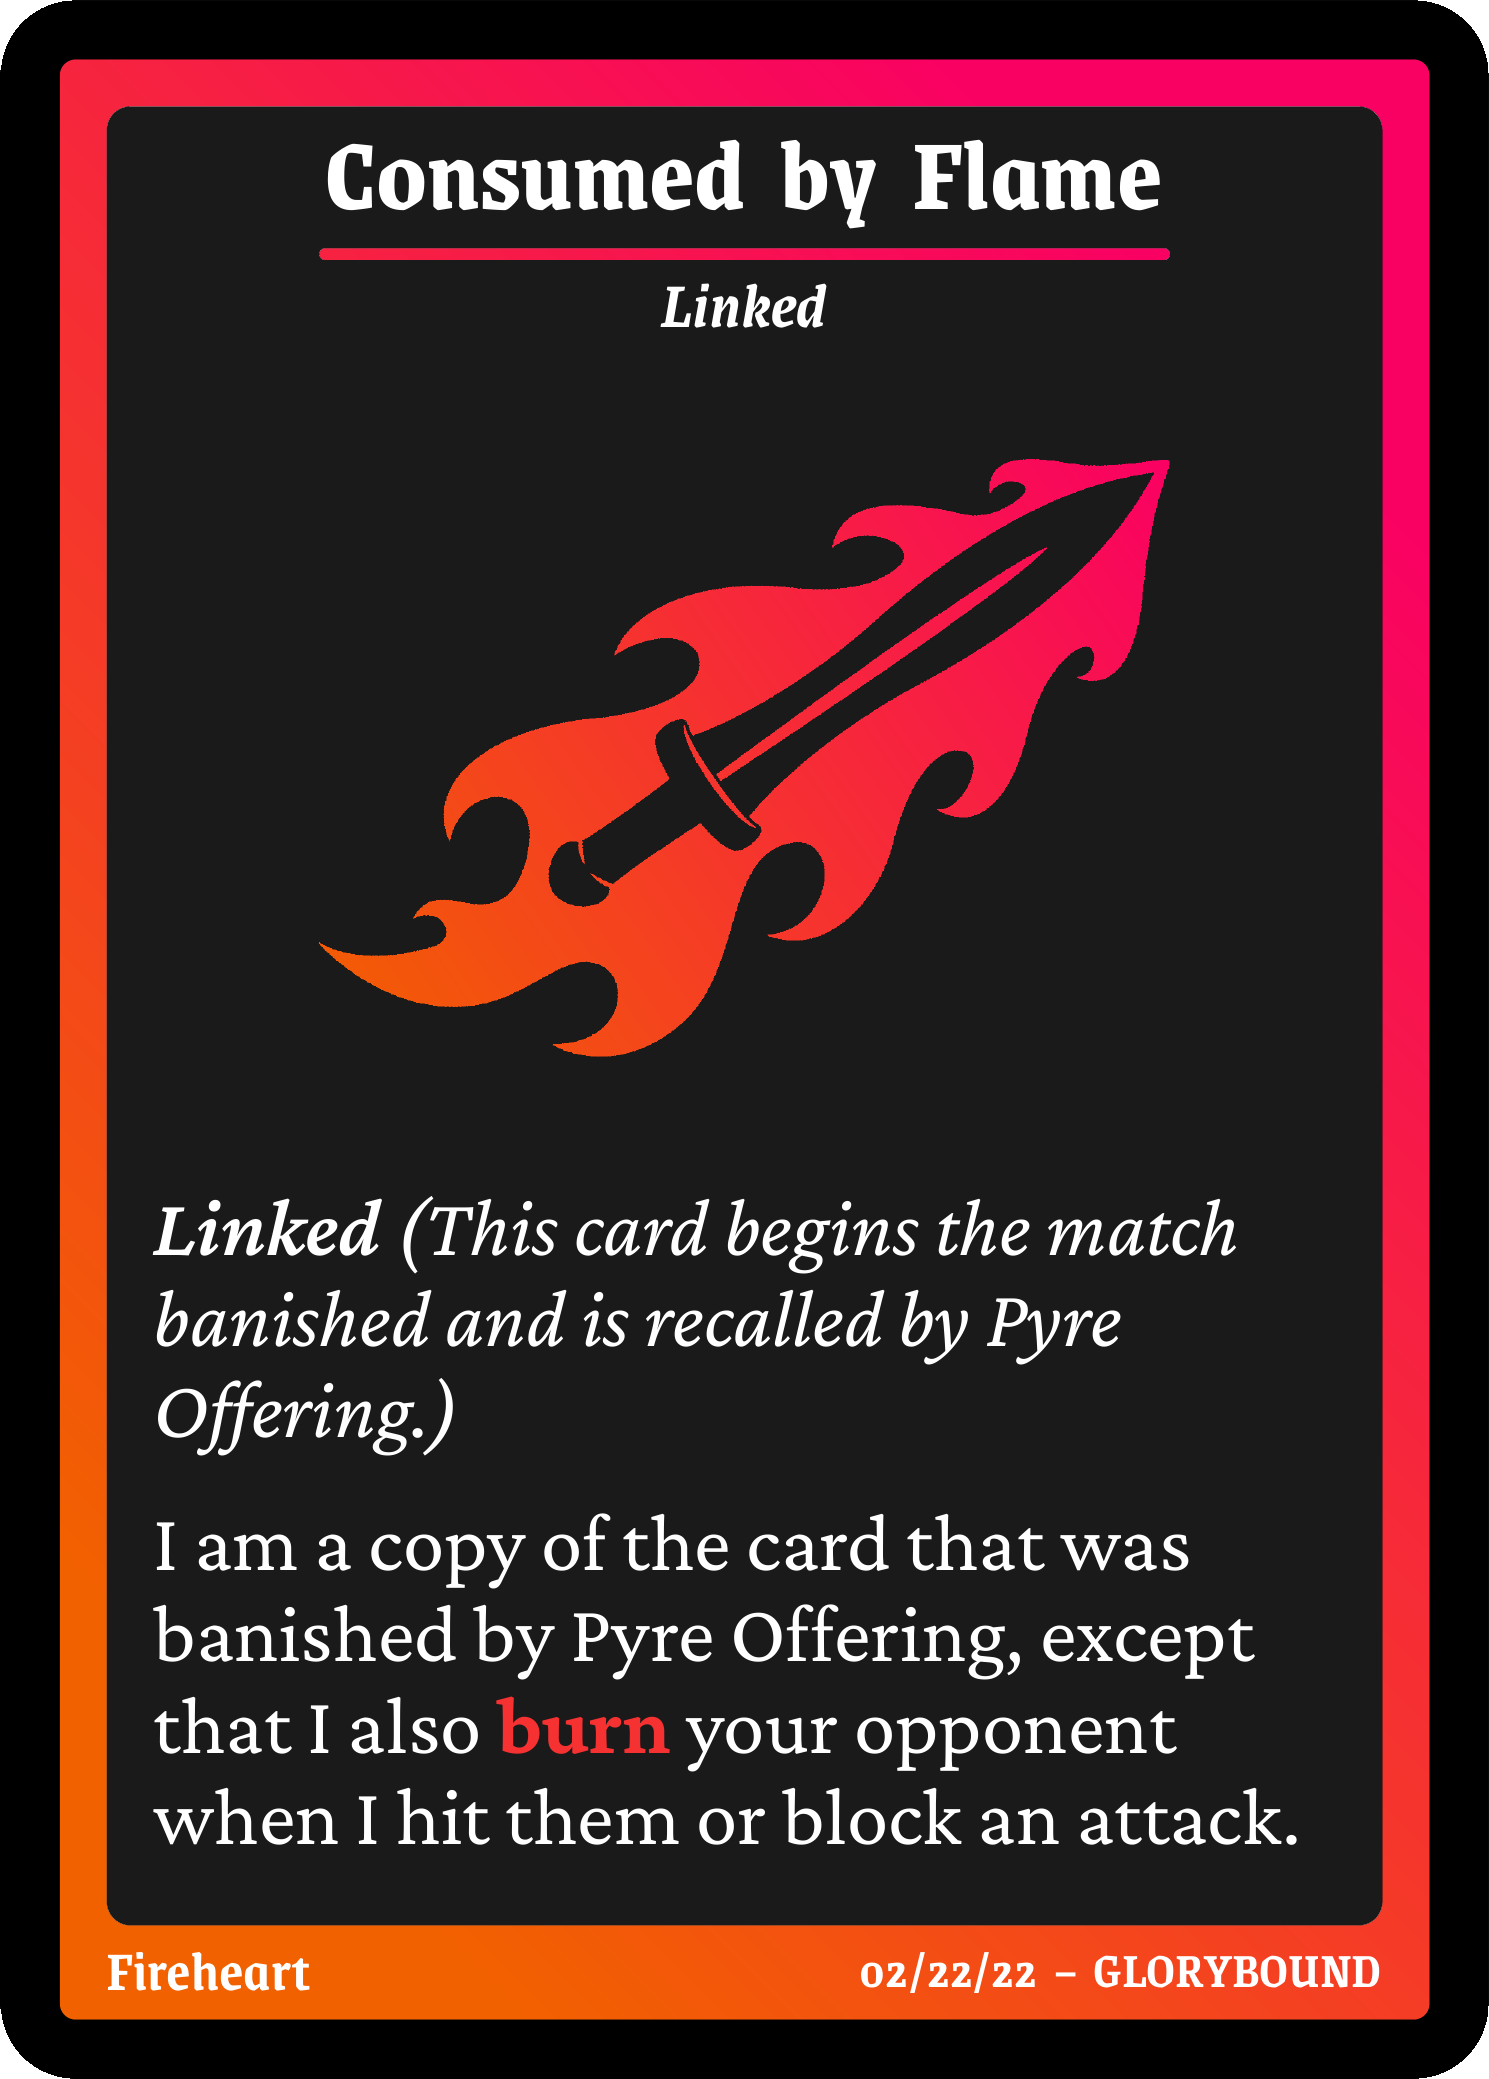 Consumed by Flame
Linked
Linked (This card begins the match
banished and is recalled by Pyre
Offering.)
I am a copy of the card that was
banished by Pyre Offering, except
that I also burn your opponent
when I hit them or block an attack.
Fireheart
02/22/22 – GLORYBOUND